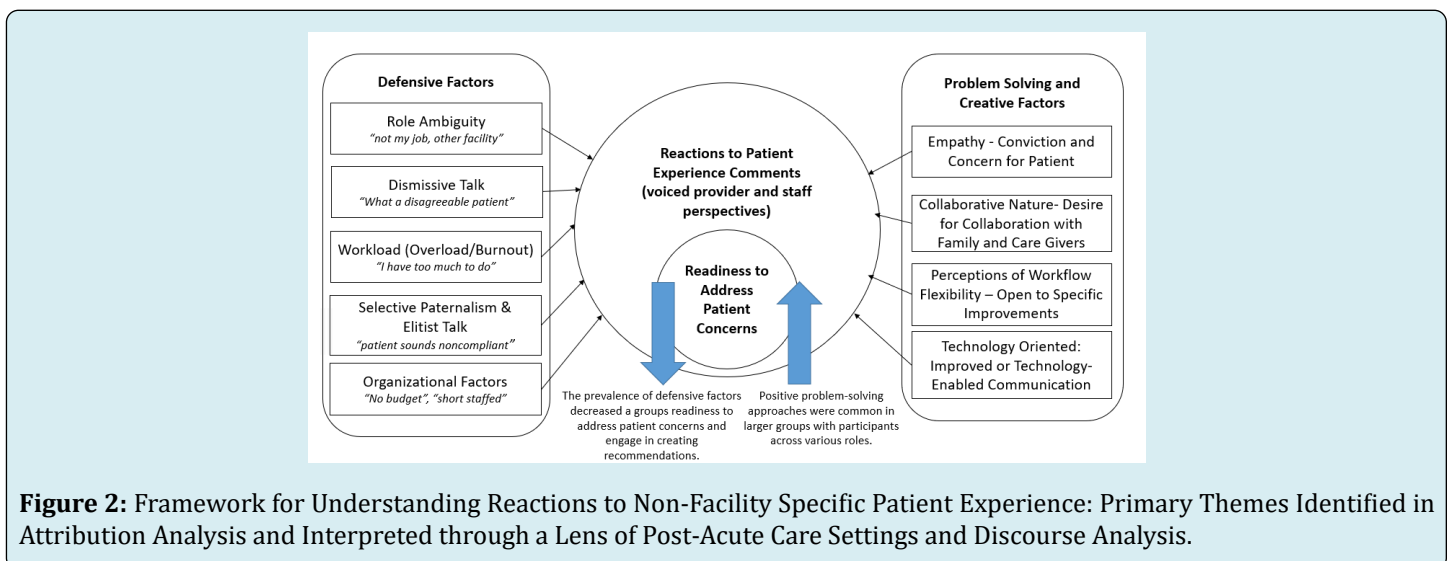 Defensive Factors
Role Ambiguity
“not my job, other facility”
Dismissive Talk
“What a disagreeable patient”
Workload (Overload/Burnout)
“I have too much to do”
Selective Paternalism &
Elitist Talk
“patient sounds noncompliant”
Organizational Factors
“No budget”, “short staffed”
Reactions to Patient
Experience Comments
(voiced provider and staff
perspectives)
Readiness to
Address
Patient
Concerns
The prevalence of defensive factors
decreased a groups readiness to
address patient concerns and
engage in creating
recommendations.
Positive problem-solving
approaches were common in
larger groups with participants
across various roles.
Problem Solving and
Creative Factors
Empathy - Conviction and
Concern for Patient
Collaborative Nature- Desire
for Collaboration with
Family and Care Givers
Perceptions of Workflow
Flexibility – Open to Specific
Improvements
Technology Oriented:
Improved or Technology-
Enabled Communication
Figure 2: Framework for Understanding Reactions to Non-Facility Specific Patient Experience: Primary Themes Identified in
Attribution Analysis and Interpreted through a Lens of Post-Acute Care Settings and Discourse Analysis.